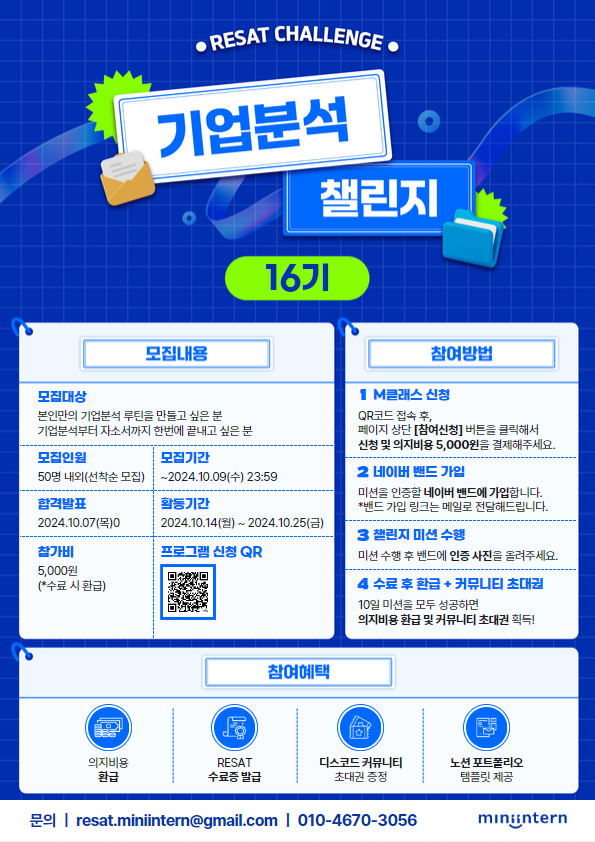 RESAT CHALLENGE
기업분석
챌린지
16기
모집내용
모집대상
본인만의 기업분석 루틴을 만들고 싶은 분
기업분석부터 자소서까지 한번에 끝내고 싶은 분
모집인원
50명 내외(선착순 모집)
모집기간
~2024.10.09(수) 23:59
합격발표
2024.10.07(목)0
활동기간
2024.10.14(월) ~ 2024.10.25(금)
참가비
5,000원
(*수료 시 환급)
프로그램 신청 QR
참여방법
1 M클래스 신청
QR코드 접속 후,
페이지 상단 [참여신청] 버튼을 클릭해서
신청 및 의지비용 5,000원을 결제해주세요.
2 네이버 밴드 가입
미션을 인증할 네이버 밴드에 가입합니다.
*밴드 가입 링크는 메일로 전달해드립니다.
3 챌린지 미션 수행
미션 수행 후 밴드에 인증 사진을 올려주세요.
4 수료 후 환급 + 커뮤니티 초대권
10일 미션을 모두 성공하면
의지비용 환급 및 커뮤니티 초대권 획득!
참여혜택
의지비용
환급
RESAT
수료증 발급
디스코드 커뮤니티
초대권 증정
노션 포트폴리오
템플릿 제공
문의 | resat.miniintern@gmail.com | 010-4670-3056
miniintern